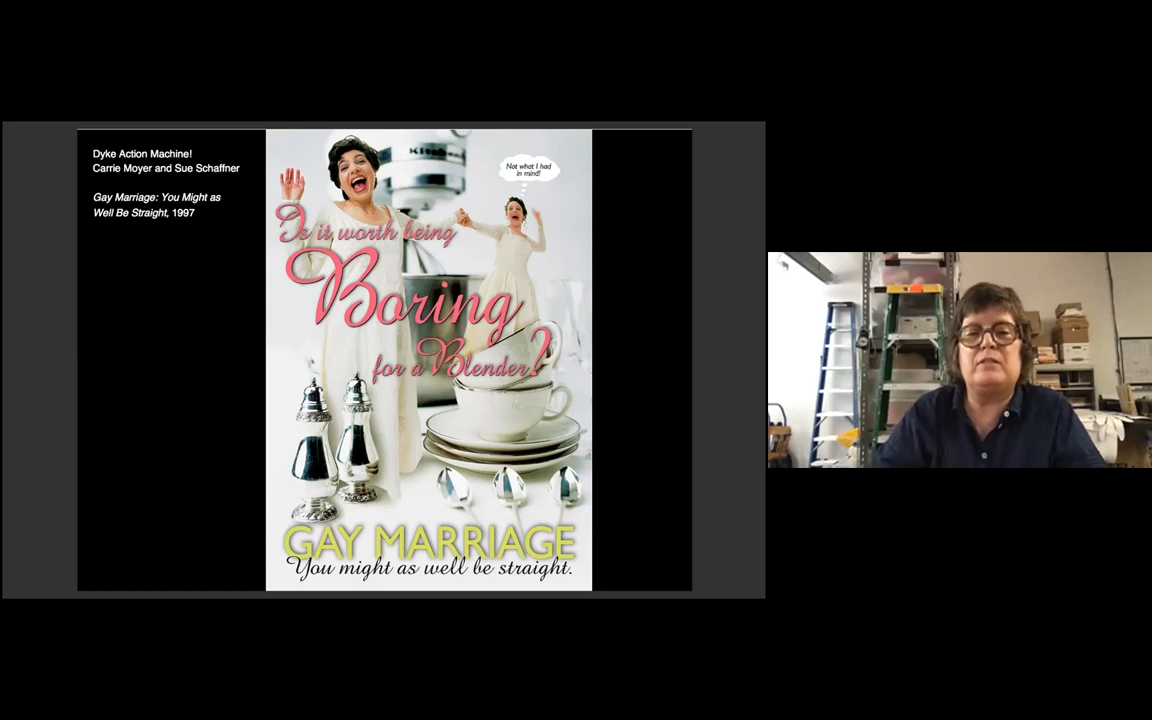 Dyke Action Machine!
Carrie Moyer and Sue Schaffner
Gay Marriage: You Might as
Well Be Straight, 1997
Not what I had
in mind!
Is it worth being
Boring
for a Blender?
GAY MARRIAGE
You might as well be straight.